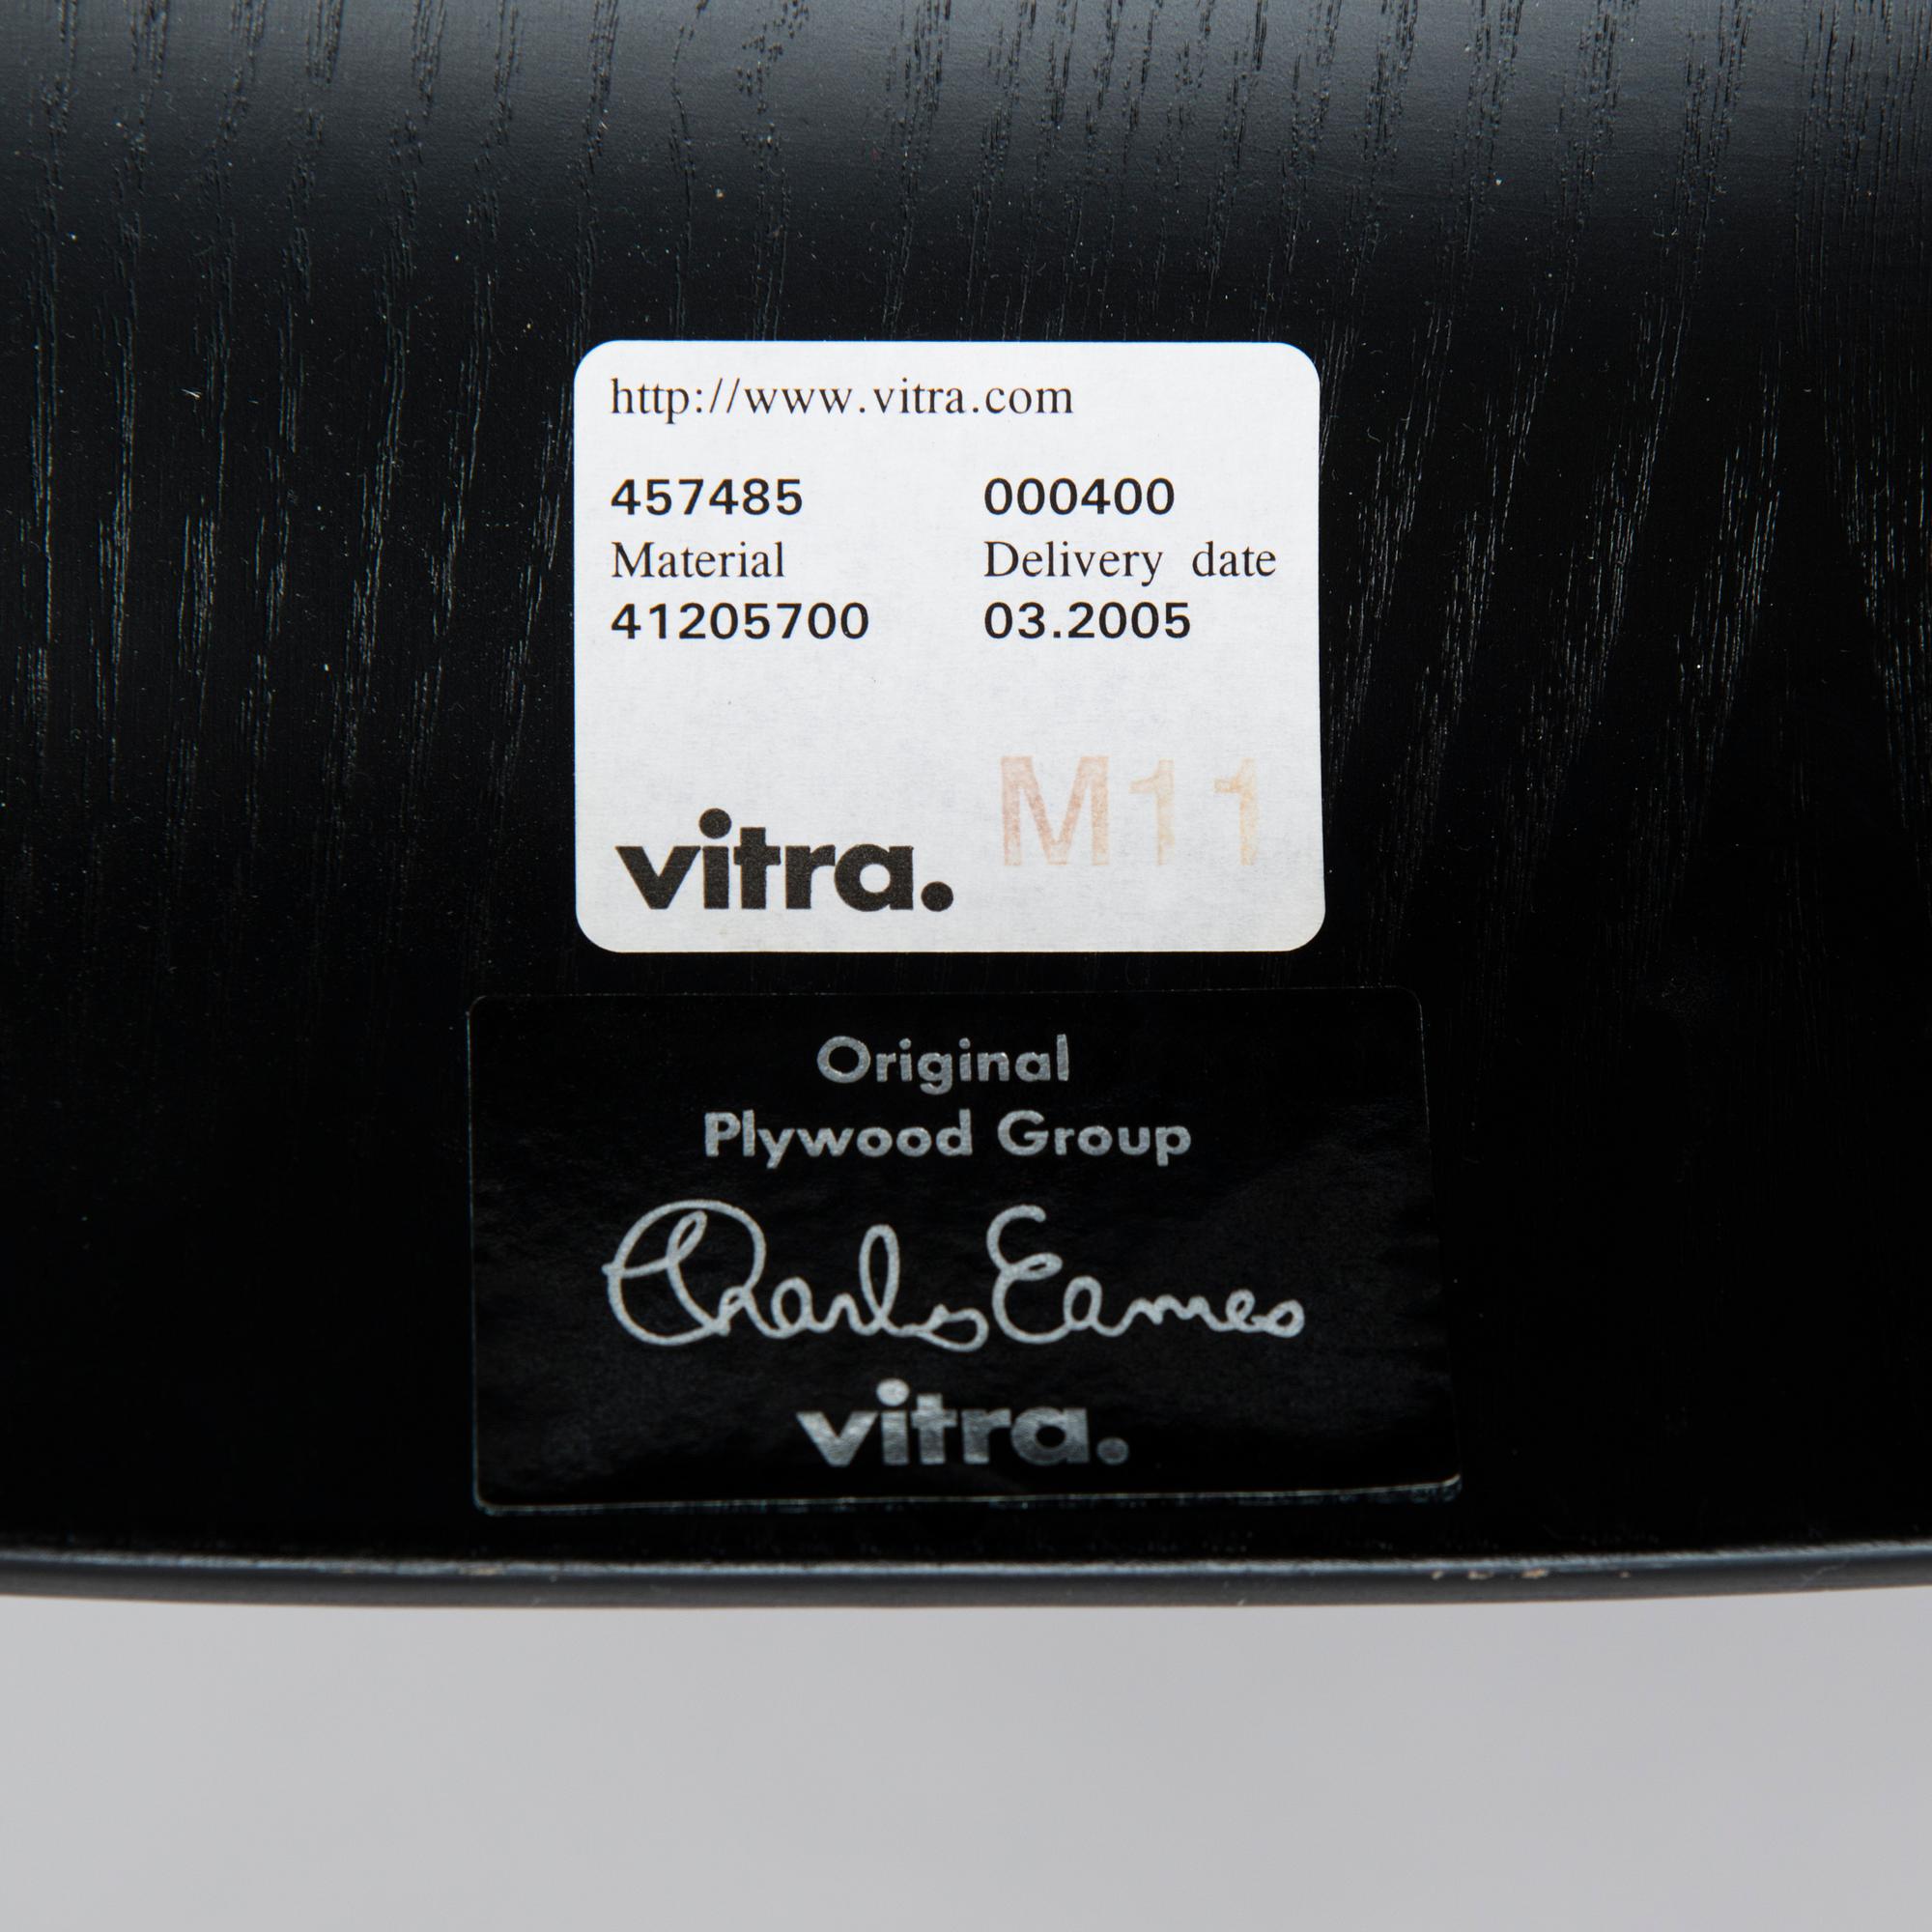 http://www.vitra.com
457485 000400
Material Delivery date
41205700 03.2005
M11
vitra.
Original
Plywood Group
Charles Eames
vitra.